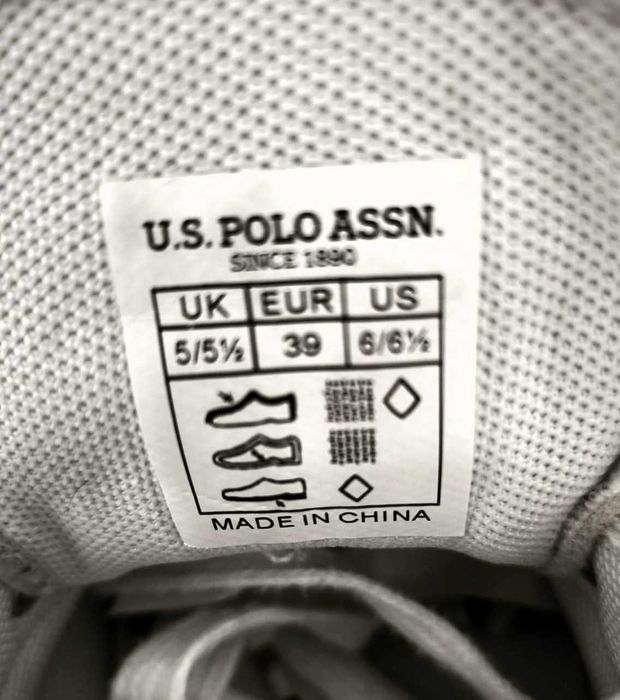 U.S. POLO ASSN.
SINCE 1890
UK EUR US
5/5½ 39 6/6½
MADE IN CHINA